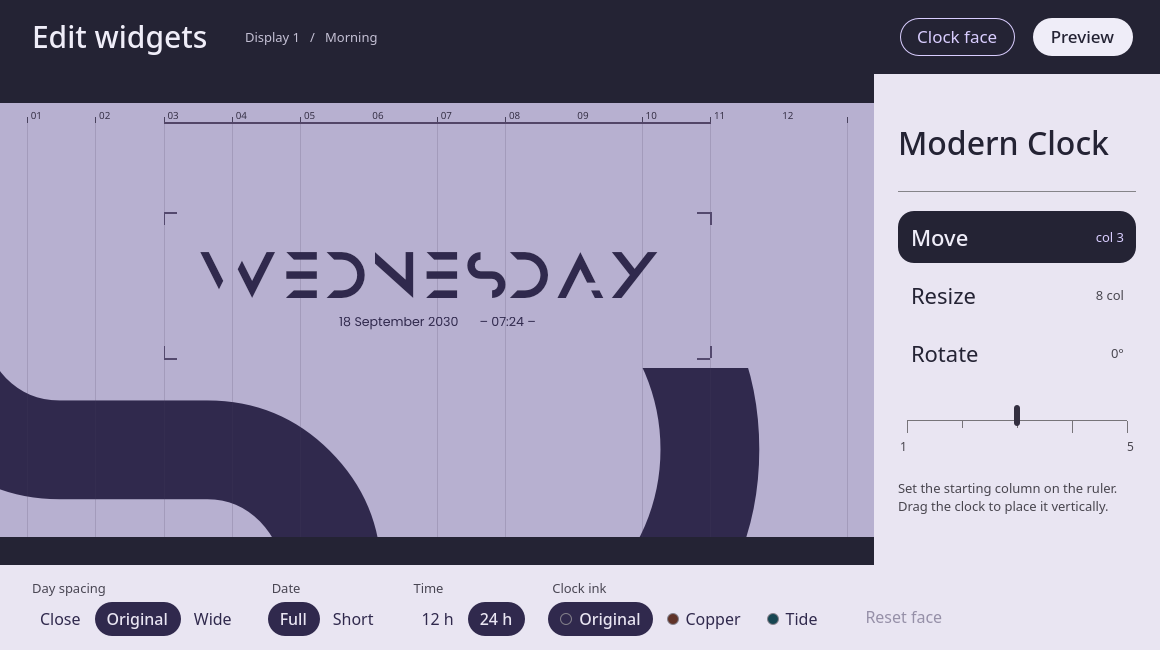 Edit widgets
Display 1 / Morning
Clock face
Preview
01 02 03 04 05 06 07 08 09 10 11 12
WEDNESDAY
18 September 2030 – 07:24 –
Modern Clock
Move col 3
Resize 8 col
Rotate 0°
1 5
Set the starting column on the ruler.
Drag the clock to place it vertically.
Day spacing
Close Original Wide
Date
Full Short
Time
12 h 24 h
Clock ink
Original Copper Tide
Reset face